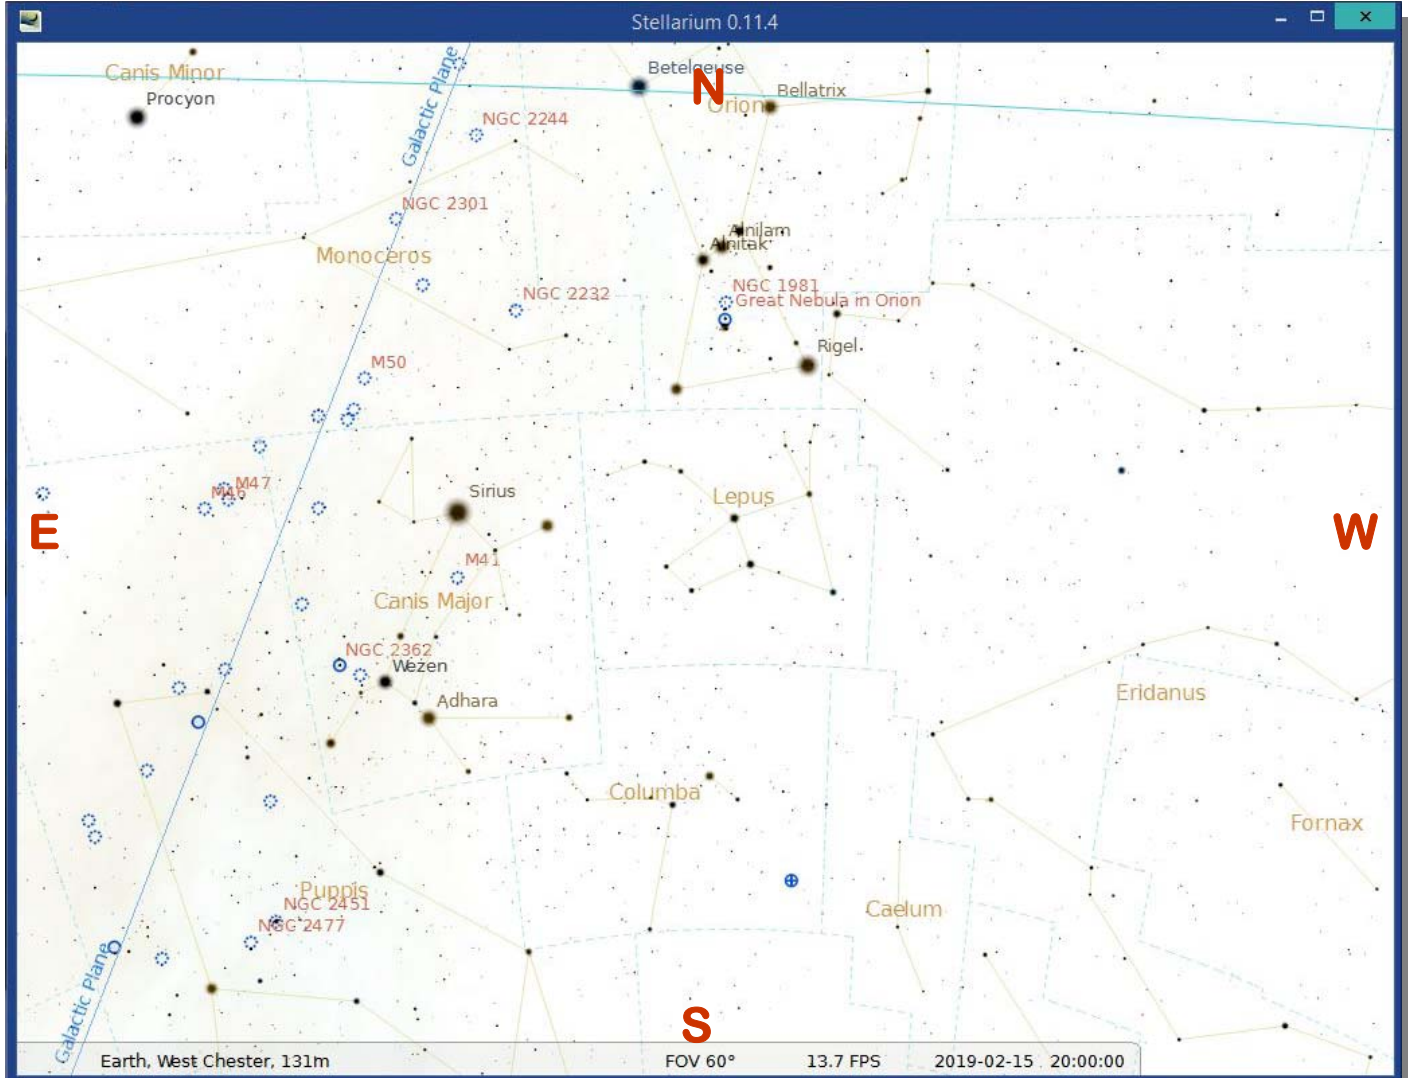 Stellarium 0.11.4
Galactic Plane
Betelgeuse
Canis Minor
N
Bellatrix
Procyon
Orion
NGC 2244
NGC 2301
Alnilam
Alnitak
Monoceros
NGC 1981
NGC 2232
Great Nebula in Orion
Rigel
M50
M47
M46
Sirius
Lepus
E
W
M41
Canis Major
NGC 2362
Wezen
Eridanus
Adhara
Columba
Fornax
Puppis
NGC 2451
Caelum
NGC 2477
Galactic Plane
S
Earth, West Chester, 131m
FOV 60°
13.7 FPS
2019-02-15 20:00:00